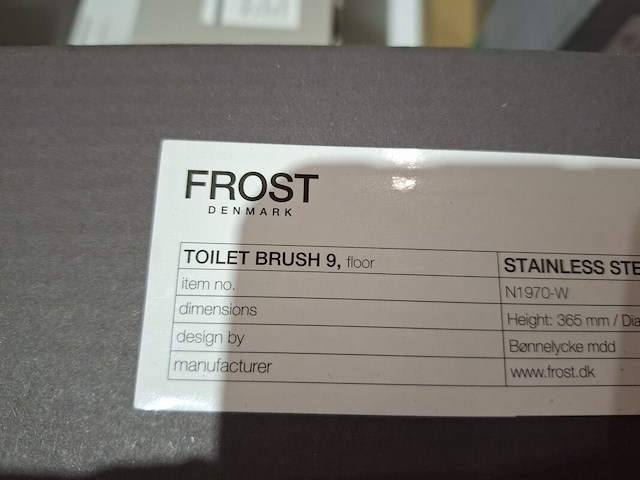 FROST
DENMARK
TOILET BRUSH 9, floor STAINLESS STE
item no. N1970-W
dimensions Height: 365 mm / Dia
design by Bønnelycke mdd
manufacturer www.frost.dk